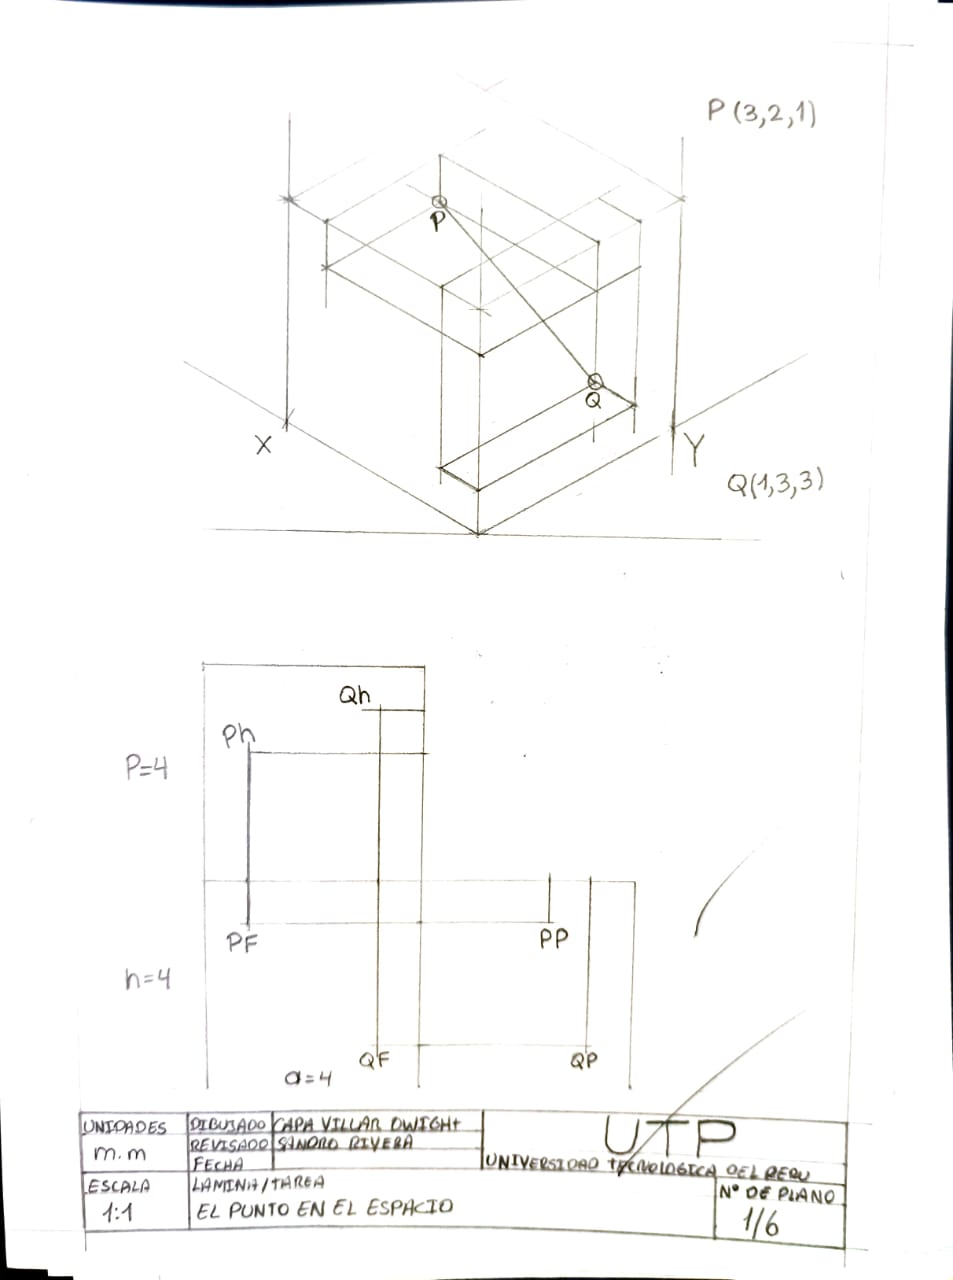 P (3,2,1)
P
Q
X
Y
Q(1,3,3)
Qh
Ph
P=4
PF
PP
h=4
QF
QP
a=4
UNIDADES
m.m
DIBUJADO
CAPA VILLAR DWIGHt
REVISADO
SANDRO RIVERA
FECHA
UTP
UNIVERSIDAD TECNOLOGICA DEL PERU
ESCALA
1:1
LAMINA/TAREA
EL PUNTO EN EL ESPACIO
N° DE PLANO
1/6